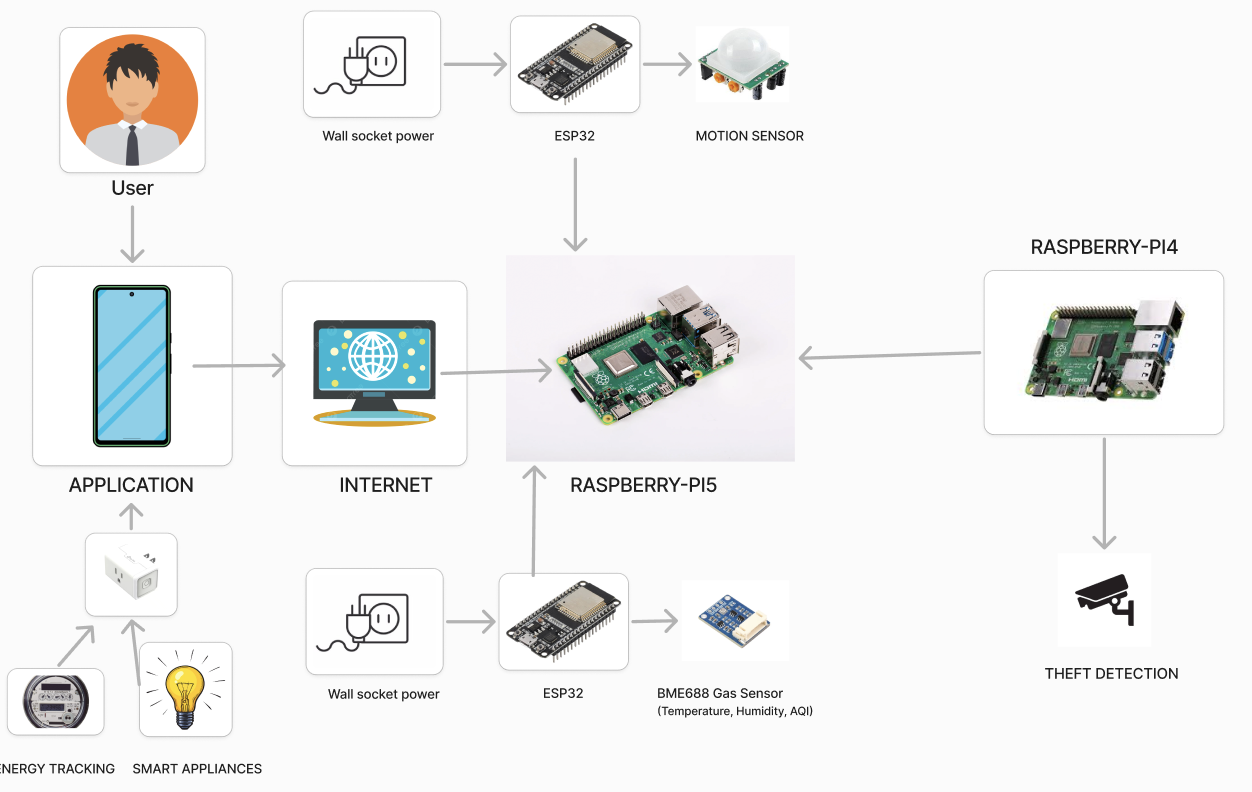 Wall socket power
ESP32
MOTION SENSOR
User
RASPBERRY-PI4
APPLICATION
INTERNET
RASPBERRY-PI5
Wall socket power
ESP32
BME688 Gas Sensor
(Temperature, Humidity, AQI)
THEFT DETECTION
ENERGY TRACKING
SMART APPLIANCES